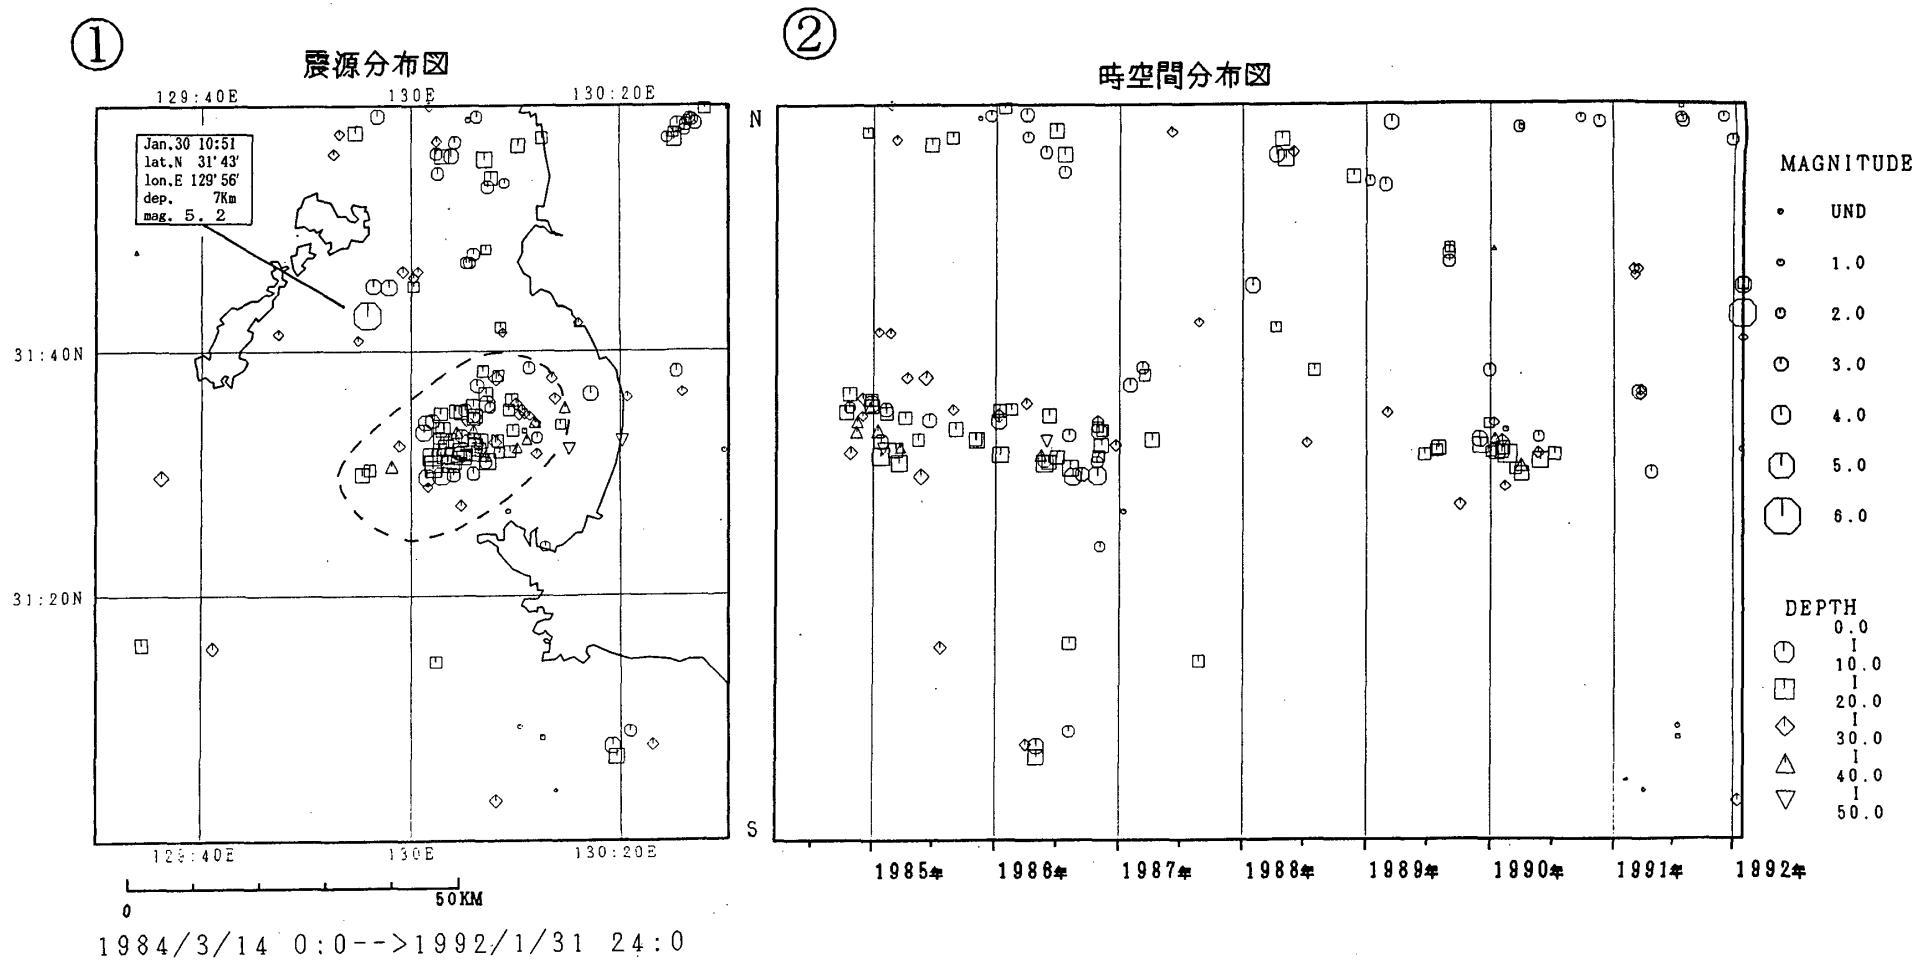 ①
震源分布図
129:40E 130E 130:20E
Jan.30 10:51
lat.N 31'43'
lon.E 129'56'
dep. 7Km
mag. 5.2
31:40N
31:20N
129:40E 130E 130:20E
0 50KM
1984/3/14 0:0-->1992/1/31 24:0
②
時空間分布図
N
S
1985年 1986年 1987年 1988年 1989年 1990年 1991年 1992年
MAGNITUDE
UND
1.0
2.0
3.0
4.0
5.0
6.0
DEPTH
0.0
I
10.0
I
20.0
I
30.0
I
40.0
I
50.0